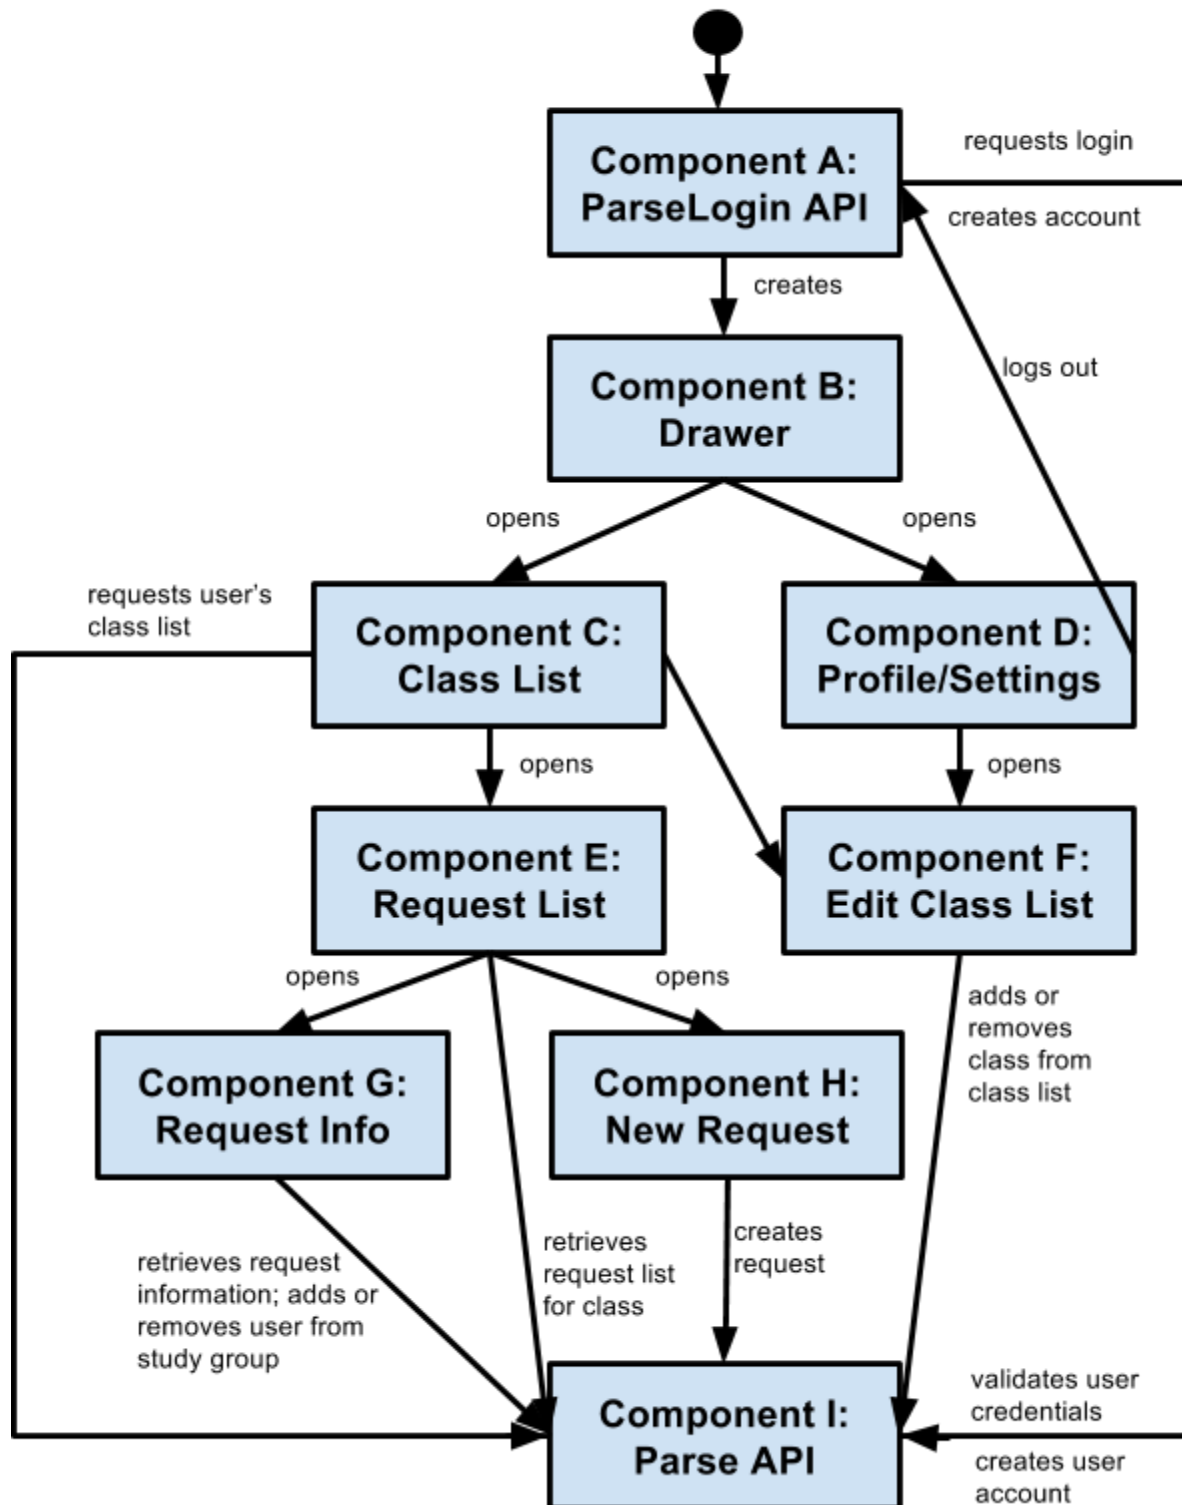 Component A:
ParseLogin API
requests login
creates account
creates
Component B:
Drawer
logs out
opens
opens
requests user’s
class list
Component C:
Class List
Component D:
Profile/Settings
opens
opens
Component E:
Request List
Component F:
Edit Class List
opens
opens
adds or
removes
class from
class list
Component G:
Request Info
Component H:
New Request
retrieves request
information; adds or
removes user from
study group
retrieves
request list
for class
creates
request
Component I:
Parse API
validates user
credentials
creates user
account